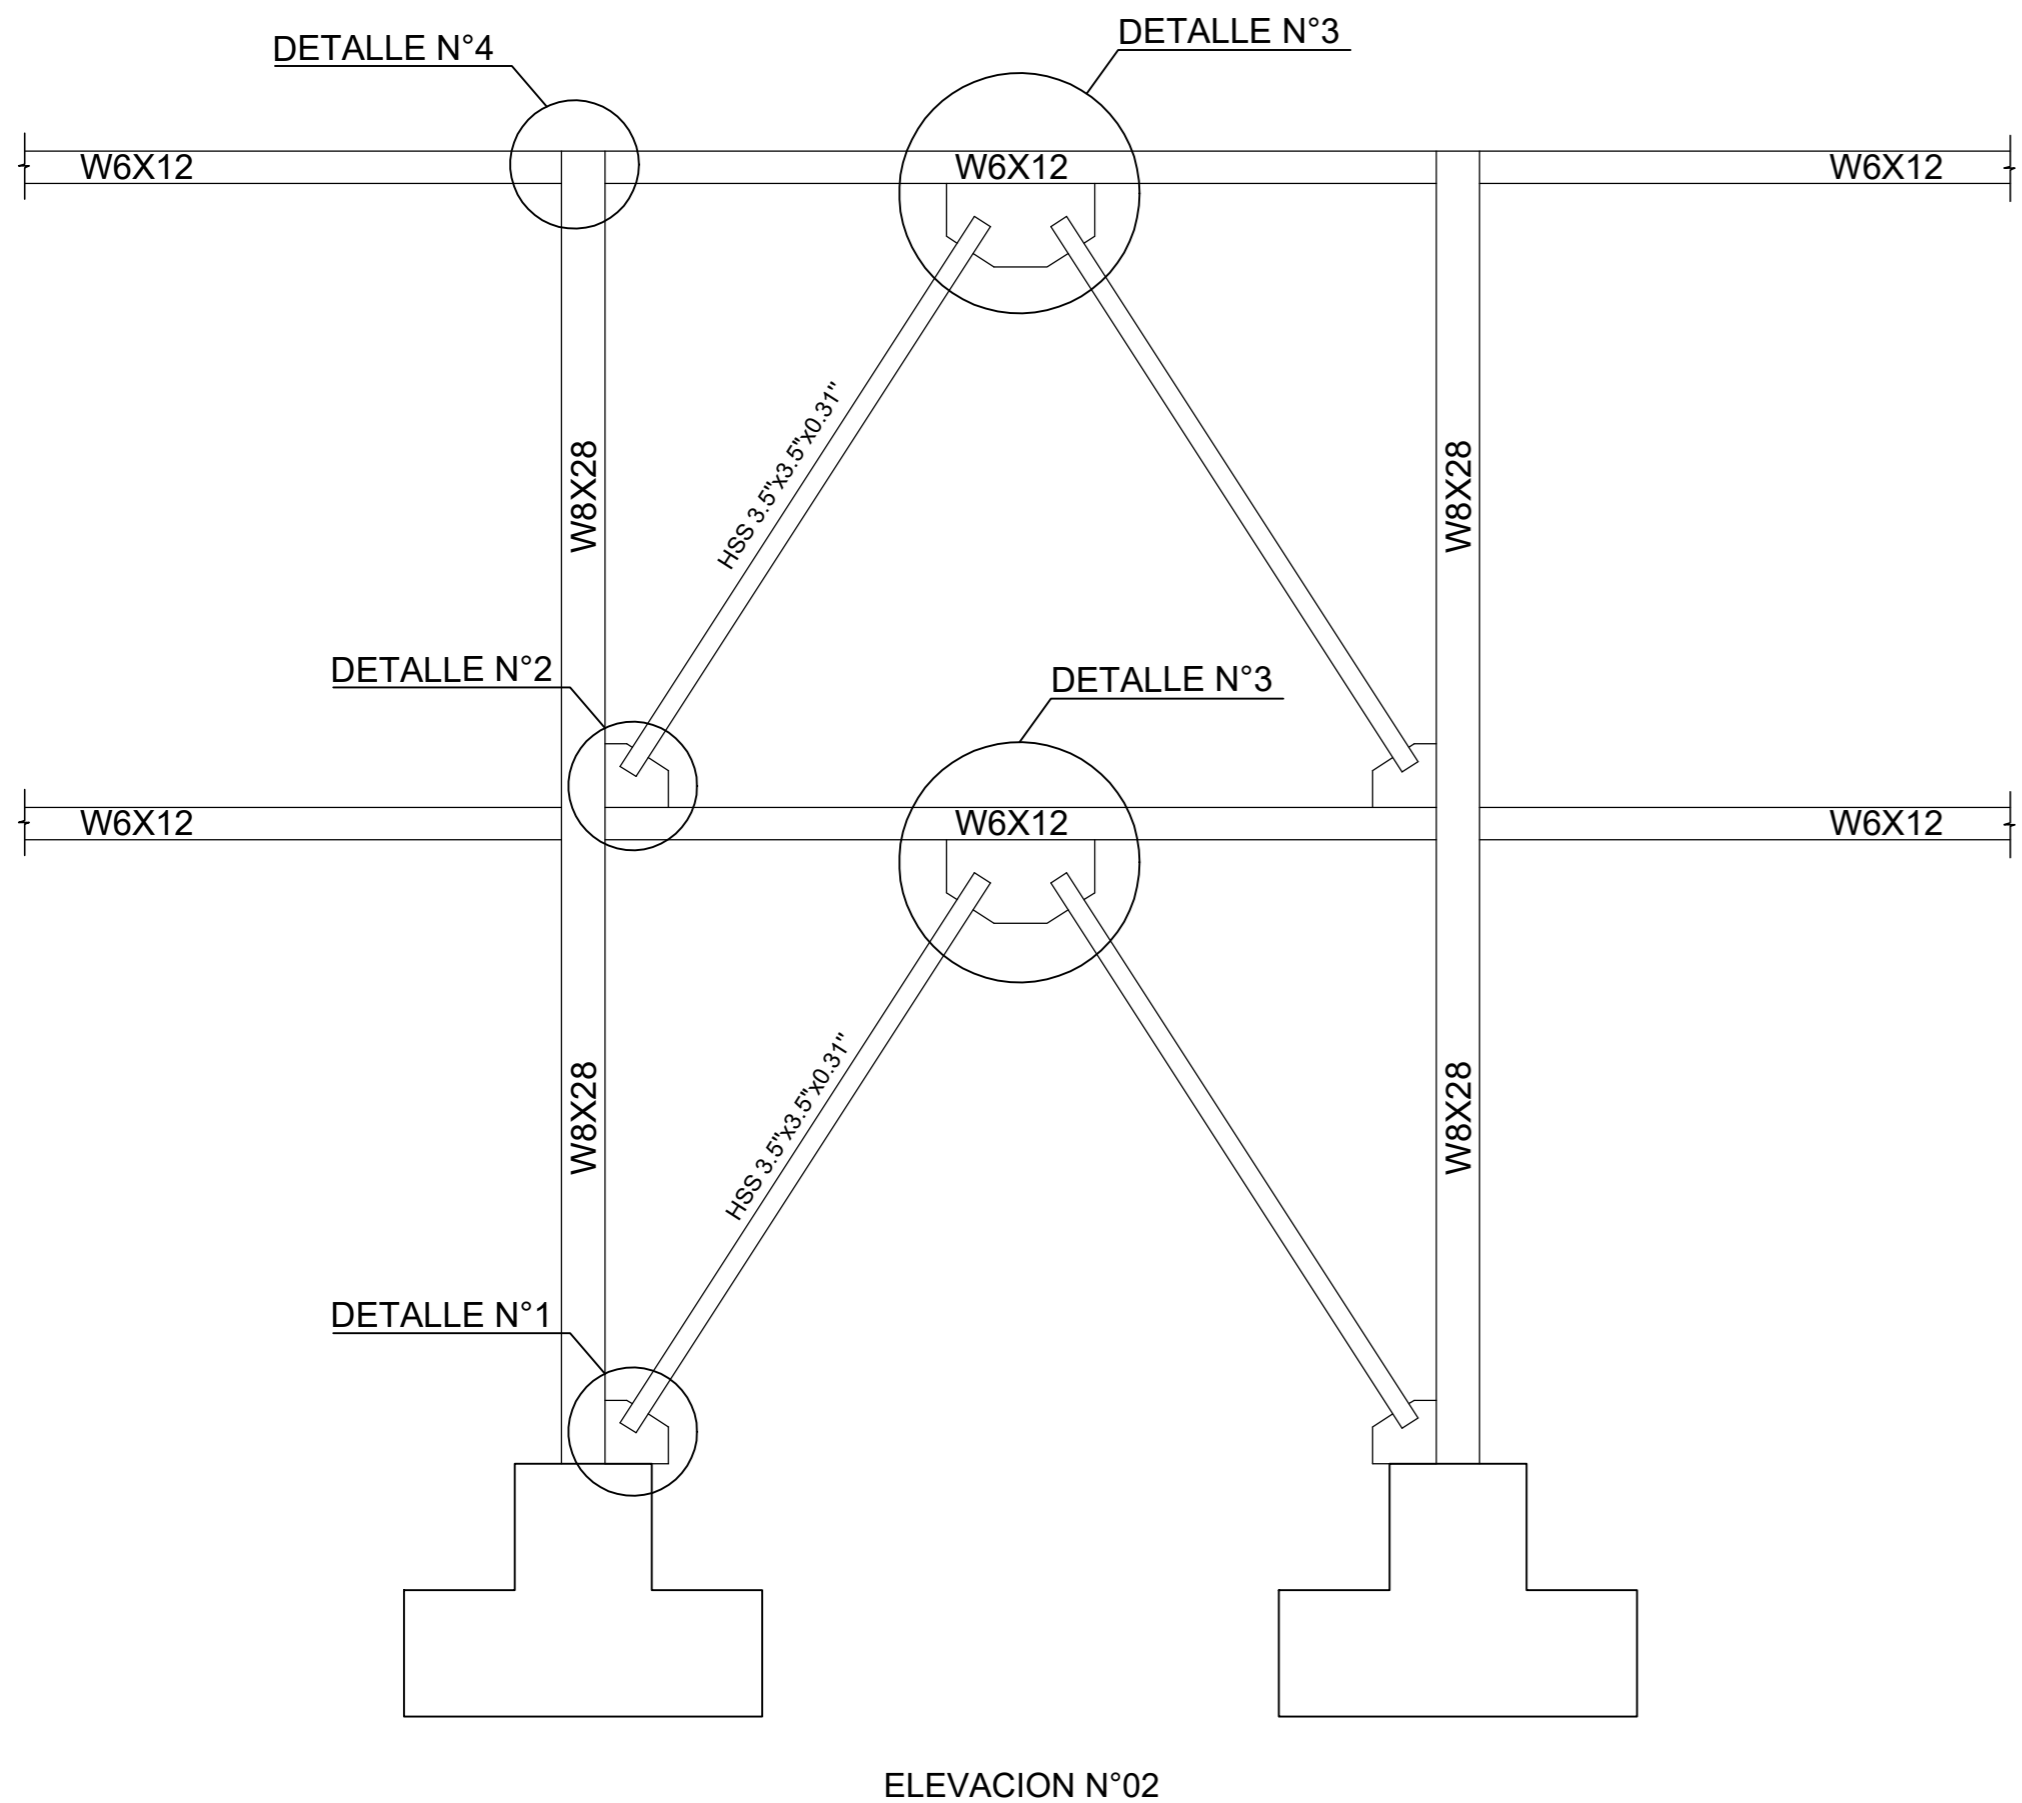 DETALLE N°3
DETALLE N°4
W6X12
W6X12
W6X12
HSS 3.5"x3.5"x0.31"
W8X28
W8X28
DETALLE N°2
DETALLE N°3
W6X12
W6X12
W6X12
HSS 3.5"x3.5"x0.31"
W8X28
W8X28
DETALLE N°1
ELEVACION N°02